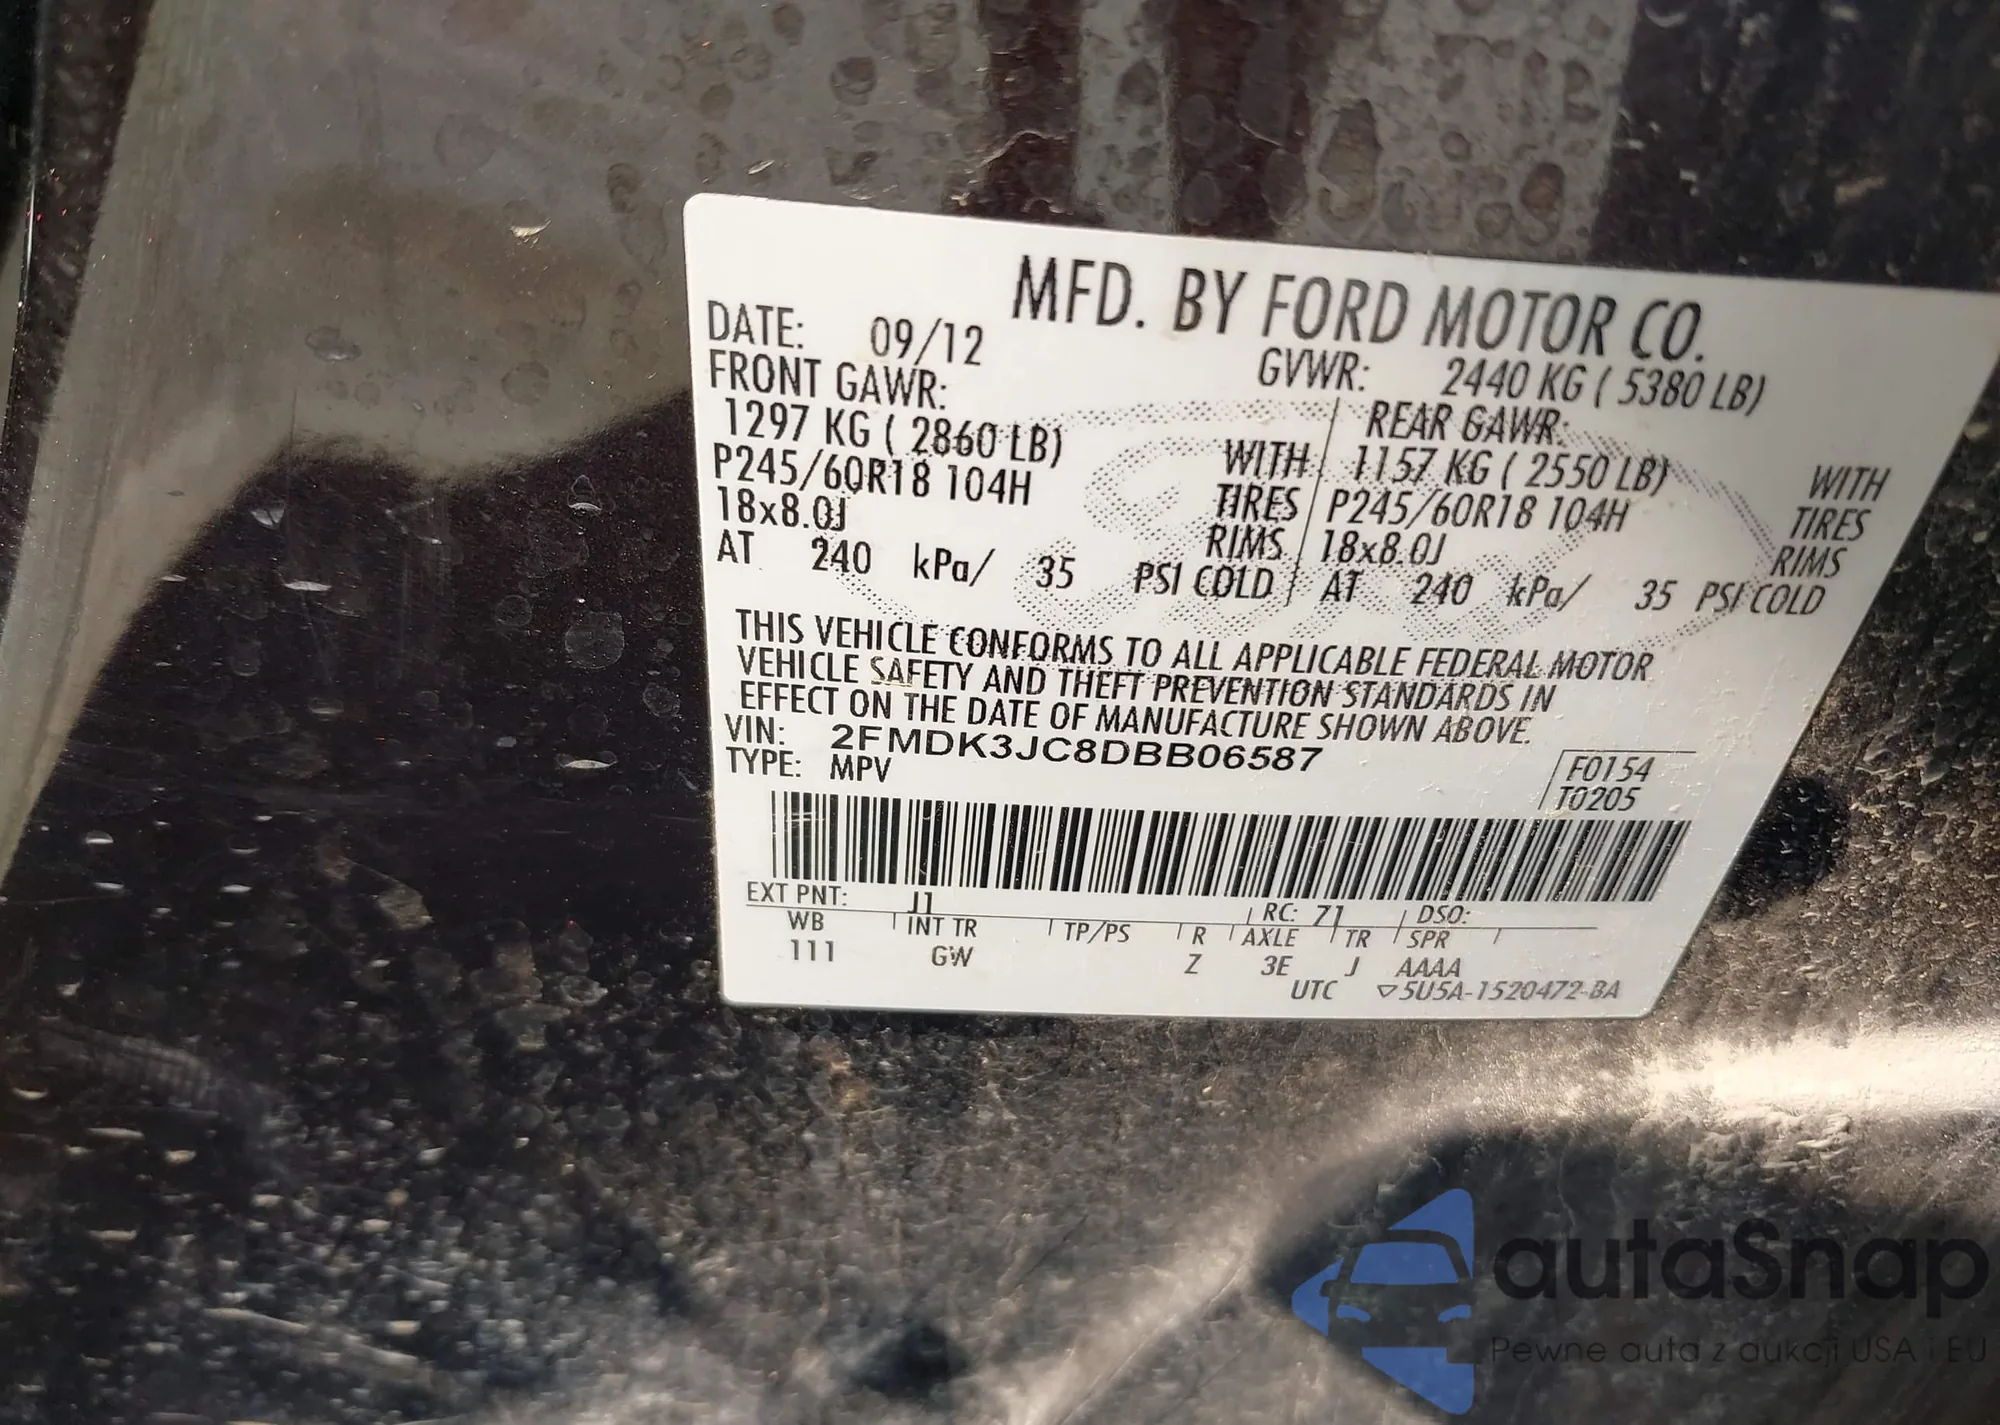 MFD. BY FORD MOTOR CO.
DATE: 09/12 GVWR: 2440 KG ( 5380 LB)
FRONT GAWR: REAR GAWR:
1297 KG ( 2860 LB) WITH 1157 KG ( 2550 LB) WITH
P245/60R18 104H TIRES P245/60R18 104H TIRES
18x8.0J RIMS 18x8.0J RIMS
AT 240 kPa/ 35 PSI COLD AT 240 kPa/ 35 PSI COLD
THIS VEHICLE CONFORMS TO ALL APPLICABLE FEDERAL MOTOR
VEHICLE SAFETY AND THEFT PREVENTION STANDARDS IN
EFFECT ON THE DATE OF MANUFACTURE SHOWN ABOVE.
VIN: 2FMDK3JC8DBB06587
TYPE: MPV
F0154
T0205
EXT PNT: J1 RC: 71 DSO:
WB INT TR TP/PS R AXLE TR SPR
111 GW Z 3E J AAAA
UTC ▽5U5A-1520472-BA
autaSnap
Pewne auta z aukcji USA i EU